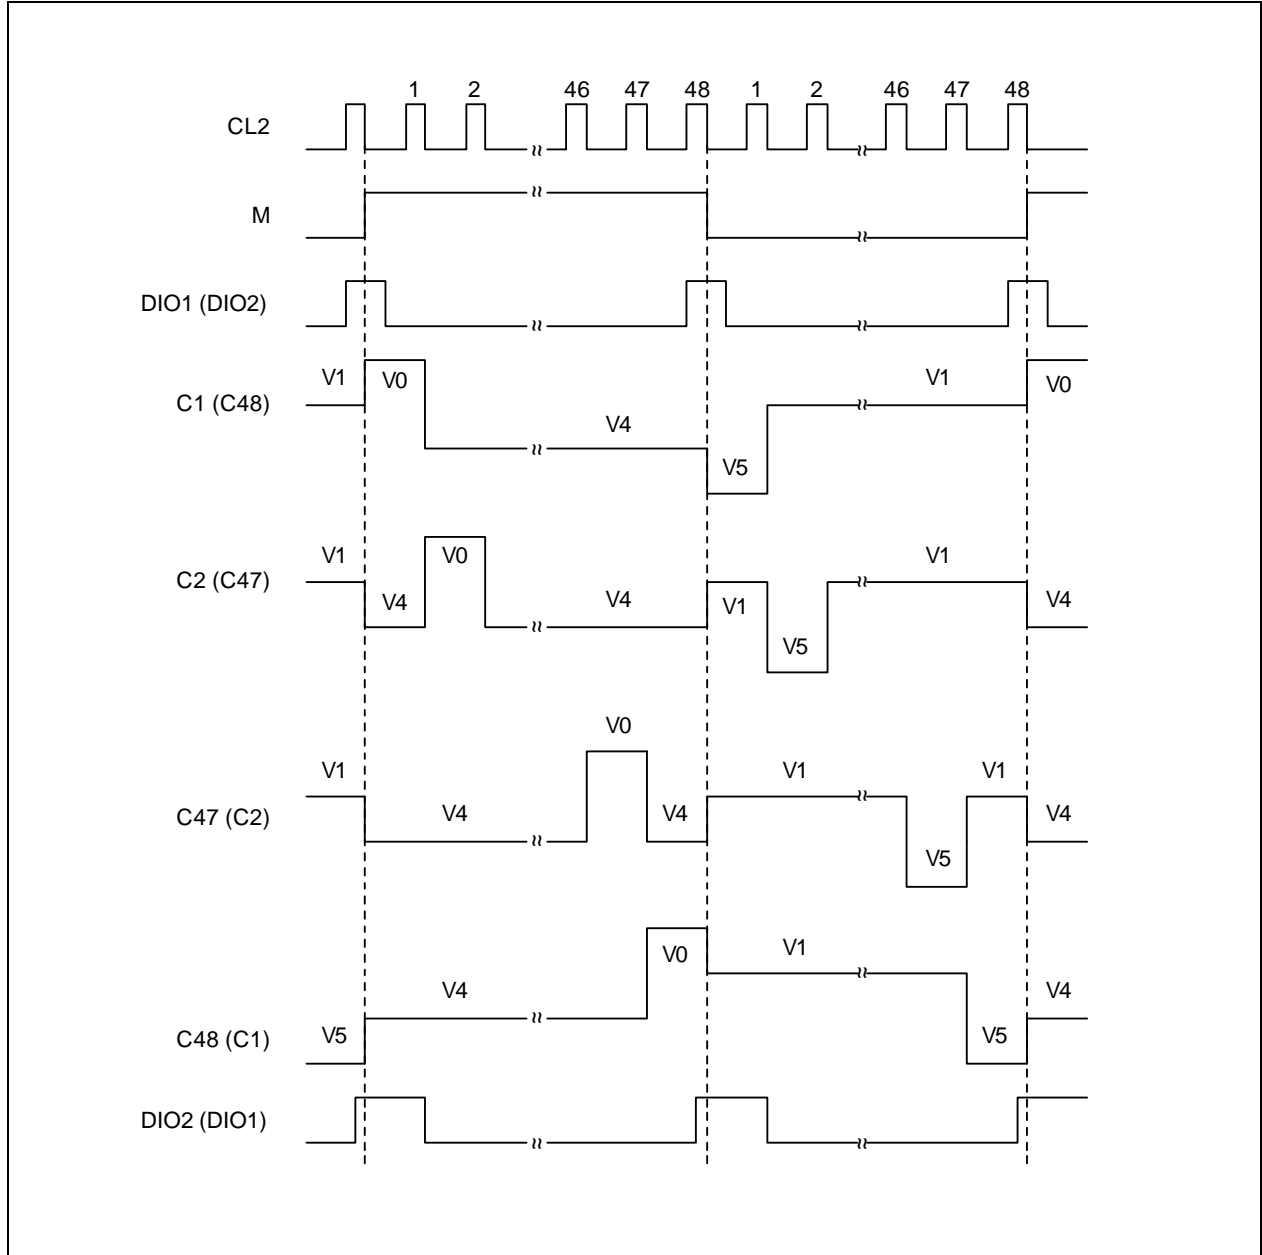 1 2 46 47 48 1 2 46 47 48
CL2
M
DIO1 (DIO2)
V1 V0 V4 V5 V1 V0
C1 (C48)
V1 V4 V0 V4 V1 V5 V1 V4
C2 (C47)
V1 V4 V0 V4 V1 V5 V1 V4
C47 (C2)
V5 V4 V0 V1 V5 V4
C48 (C1)
DIO2 (DIO1)